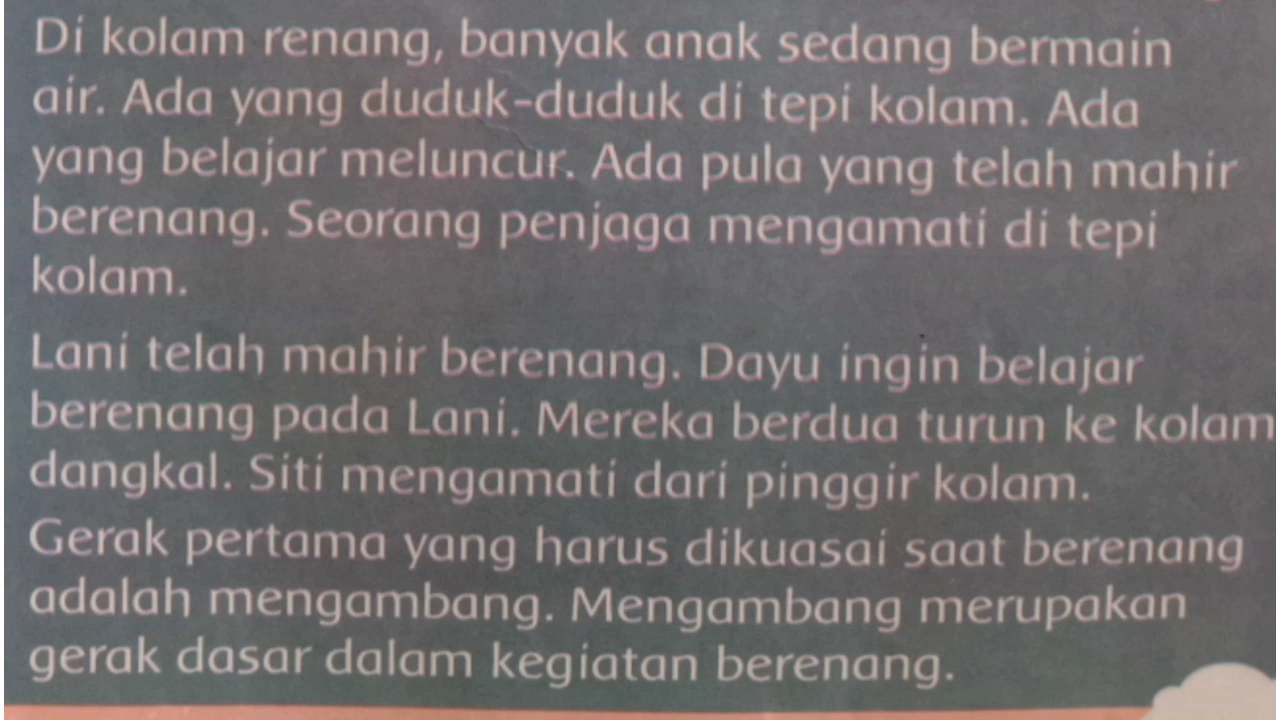 Di kolam renang, banyak anak sedang bermain
air. Ada yang duduk-duduk di tepi kolam. Ada
yang belajar meluncur. Ada pula yang telah mahir
berenang. Seorang penjaga mengamati di tepi
kolam.
Lani telah mahir berenang. Dayu ingin belajar
berenang pada Lani. Mereka berdua turun ke kolam
dangkal. Siti mengamati dari pinggir kolam.
Gerak pertama yang harus dikuasai saat berenang
adalah mengambang. Mengambang merupakan
gerak dasar dalam kegiatan berenang.